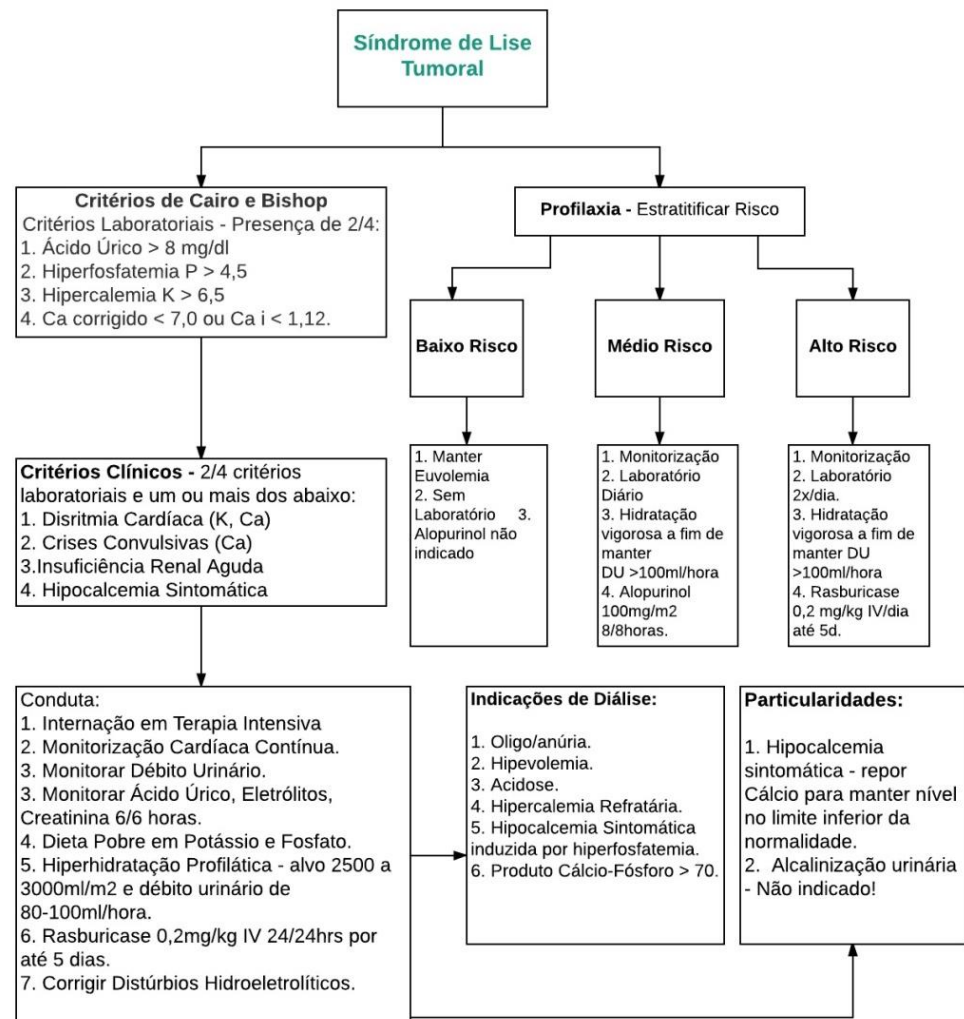 Síndrome de Lise
Tumoral
Critérios de Cairo e Bishop
Critérios Laboratoriais - Presença de 2/4:
1. Ácido Úrico > 8 mg/dl
2. Hiperfosfatemia P > 4,5
3. Hipercalemia K > 6,5
4. Ca corrigido < 7,0 ou Ca i < 1,12.
Profilaxia - Estratitificar Risco
Baixo Risco
Médio Risco
Alto Risco
1. Manter
Euvolemia
2. Sem
Laboratório 3.
Alopurinol não
indicado
1. Monitorização
2. Laboratório
Diário
3. Hidratação
vigorosa a fim de
manter
DU >100ml/hora
4. Alopurinol
100mg/m2
8/8horas.
1. Monitorização
2. Laboratório
2x/dia.
3. Hidratação
vigorosa a fim de
manter DU
>100ml/hora
4. Rasburicase
0,2 mg/kg IV/dia
até 5d.
Critérios Clínicos - 2/4 critérios
laboratoriais e um ou mais dos abaixo:
1. Disritmia Cardíaca (K, Ca)
2. Crises Convulsivas (Ca)
3.Insuficiência Renal Aguda
4. Hipocalcemia Sintomática
Conduta:
1. Internação em Terapia Intensiva
2. Monitorização Cardíaca Contínua.
3. Monitorar Débito Urinário.
3. Monitorar Ácido Úrico, Eletrólitos,
Creatinina 6/6 horas.
4. Dieta Pobre em Potássio e Fosfato.
5. Hiperhidratação Profilática - alvo 2500 a
3000ml/m2 e débito urinário de
80-100ml/hora.
6. Rasburicase 0,2mg/kg IV 24/24hrs por
até 5 dias.
7. Corrigir Distúrbios Hidroeletrolíticos.
Indicações de Diálise:
1. Oligo/anúria.
2. Hipevolemia.
3. Acidose.
4. Hipercalemia Refratária.
5. Hipocalcemia Sintomática
induzida por hiperfosfatemia.
6. Produto Cálcio-Fósforo > 70.
Particularidades:
1. Hipocalcemia
sintomática - repor
Cálcio para manter nível
no limite inferior da
normalidade.
2. Alcalinização urinária
- Não indicado!